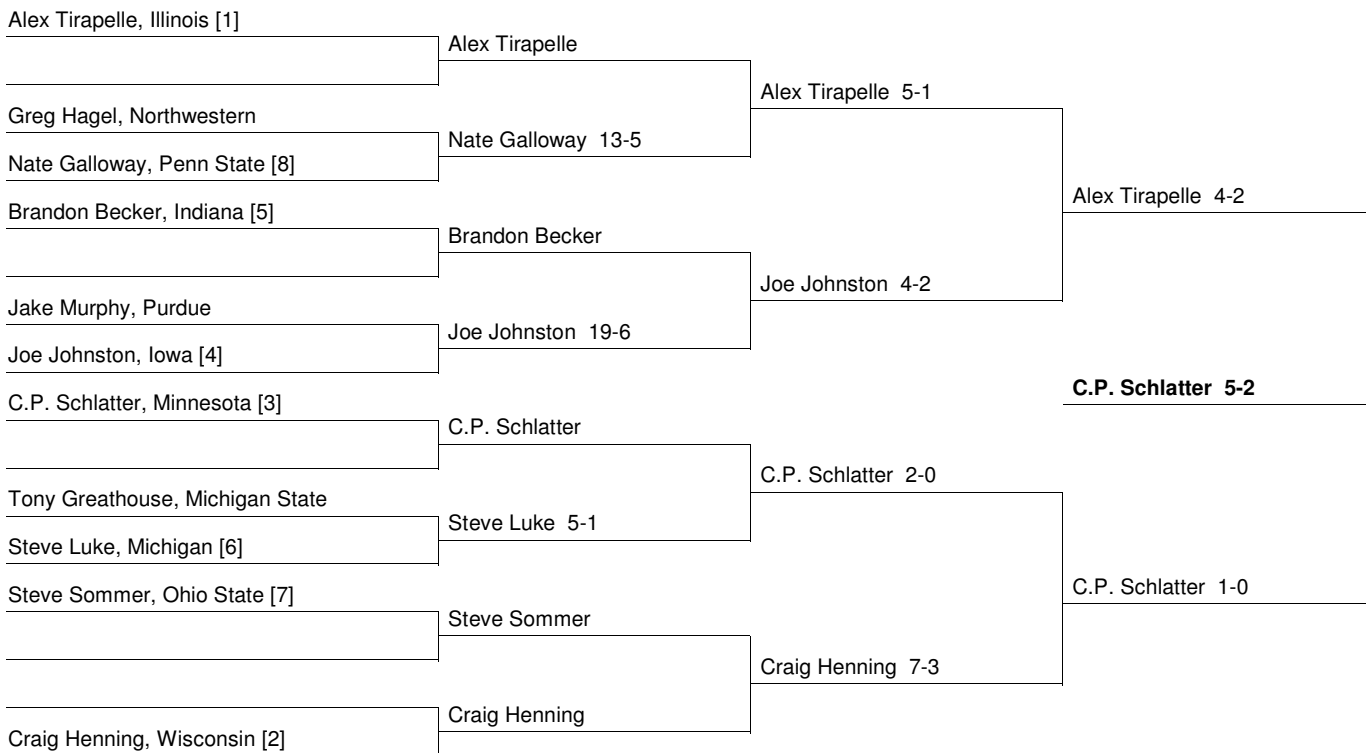 Alex Tirapelle, Illinois [1]
Alex Tirapelle
Alex Tirapelle 5-1
Greg Hagel, Northwestern
Nate Galloway 13-5
Nate Galloway, Penn State [8]
Alex Tirapelle 4-2
Brandon Becker, Indiana [5]
Brandon Becker
Joe Johnston 4-2
Jake Murphy, Purdue
Joe Johnston 19-6
Joe Johnston, Iowa [4]
C.P. Schlatter 5-2
C.P. Schlatter, Minnesota [3]
C.P. Schlatter
C.P. Schlatter 2-0
Tony Greathouse, Michigan State
Steve Luke 5-1
Steve Luke, Michigan [6]
C.P. Schlatter 1-0
Steve Sommer, Ohio State [7]
Steve Sommer
Craig Henning 7-3
Craig Henning
Craig Henning, Wisconsin [2]